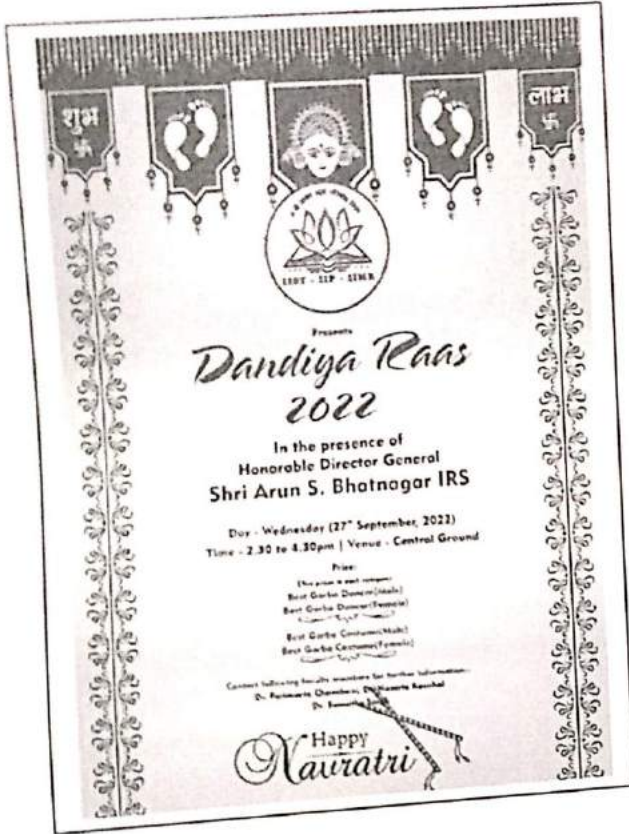 शुभ
लाभ
IIST - IIP - IIMR
Presents
Dandiya Raas
2022
In the presence of
Honorable Director General
Shri Arun S. Bhatnagar IRS
Day - Wednesday (27th September, 2022)
Time - 2.30 to 4.30pm | Venue - Central Ground
Prize:
Best Garba Dancer(Male)
Best Garba Dancer(Female)
Best Garba Costume(Male)
Best Garba Costume(Female)
Contact following faculty members for further information:
Happy
Navratri